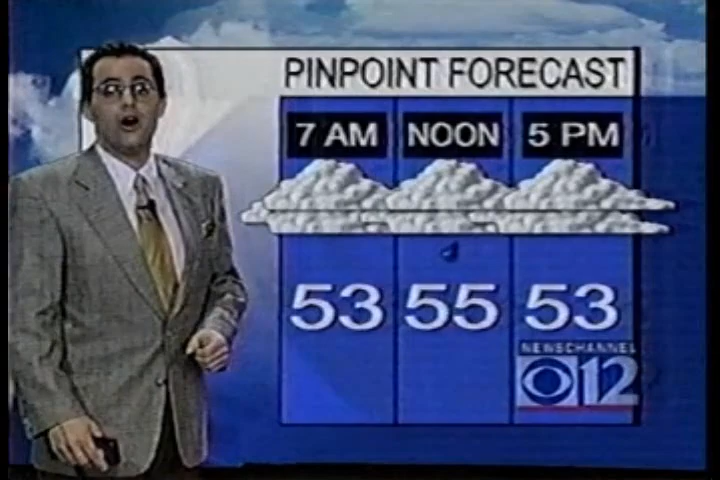 PINPOINT FORECAST
7 AM NOON 5 PM
53 55 53
NEWSCHANNEL
12